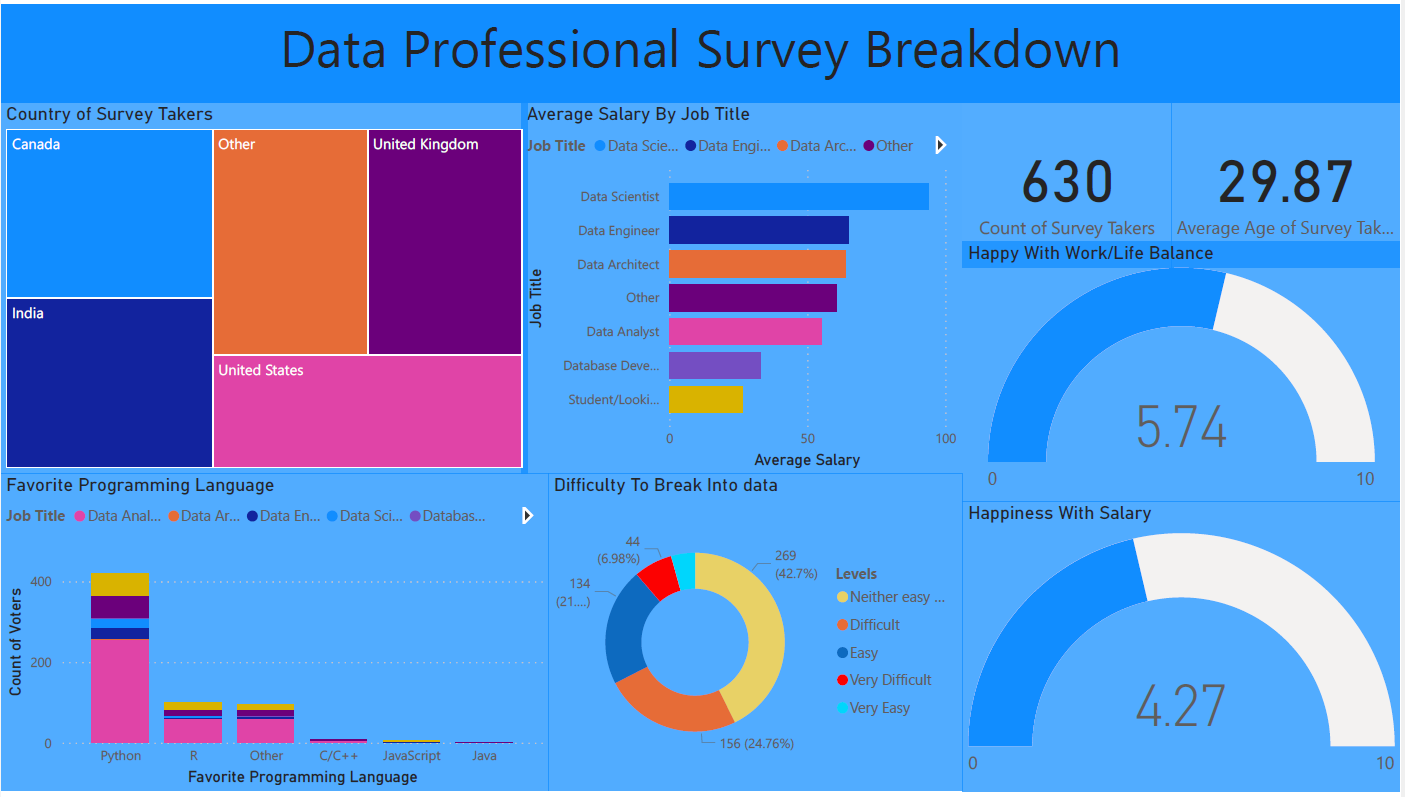 Data Professional Survey Breakdown
Country of Survey Takers
Canada
Other
United Kingdom
India
United States
Average Salary By Job Title
Job Title Data Scie... Data Engi... Data Arc... Other
Job Title
Data Scientist
Data Engineer
Data Architect
Other
Data Analyst
Database Deve...
Student/Looki...
0 50 100
Average Salary
630
Count of Survey Takers
29.87
Average Age of Survey Tak...
Happy With Work/Life Balance
5.74
0 10
Favorite Programming Language
Job Title Data Anal... Data Ar... Data En... Data Sci... Databas...
Count of Voters
400
200
0
Python R Other C/C++ JavaScript Java
Favorite Programming Language
Difficulty To Break Into data
44
(6.98%)
269
(42.7%)
134
(21....)
156 (24.76%)
Levels
Neither easy ...
Difficult
Easy
Very Difficult
Very Easy
Happiness With Salary
4.27
0 10